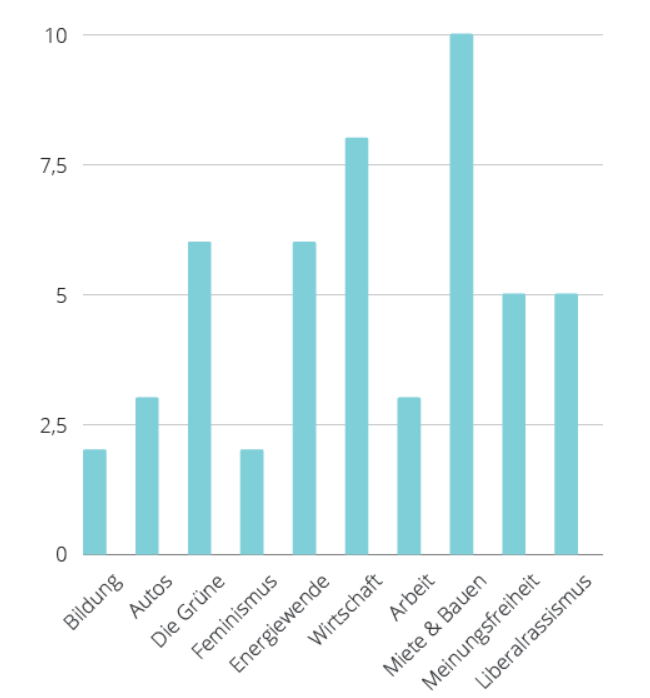 10
7,5
5
2,5
0
Bildung
Autos
Die Grüne
Feminismus
Energiewende
Wirtschaft
Arbeit
Miete & Bauen
Meinungsfreiheit
Liberalrassismus